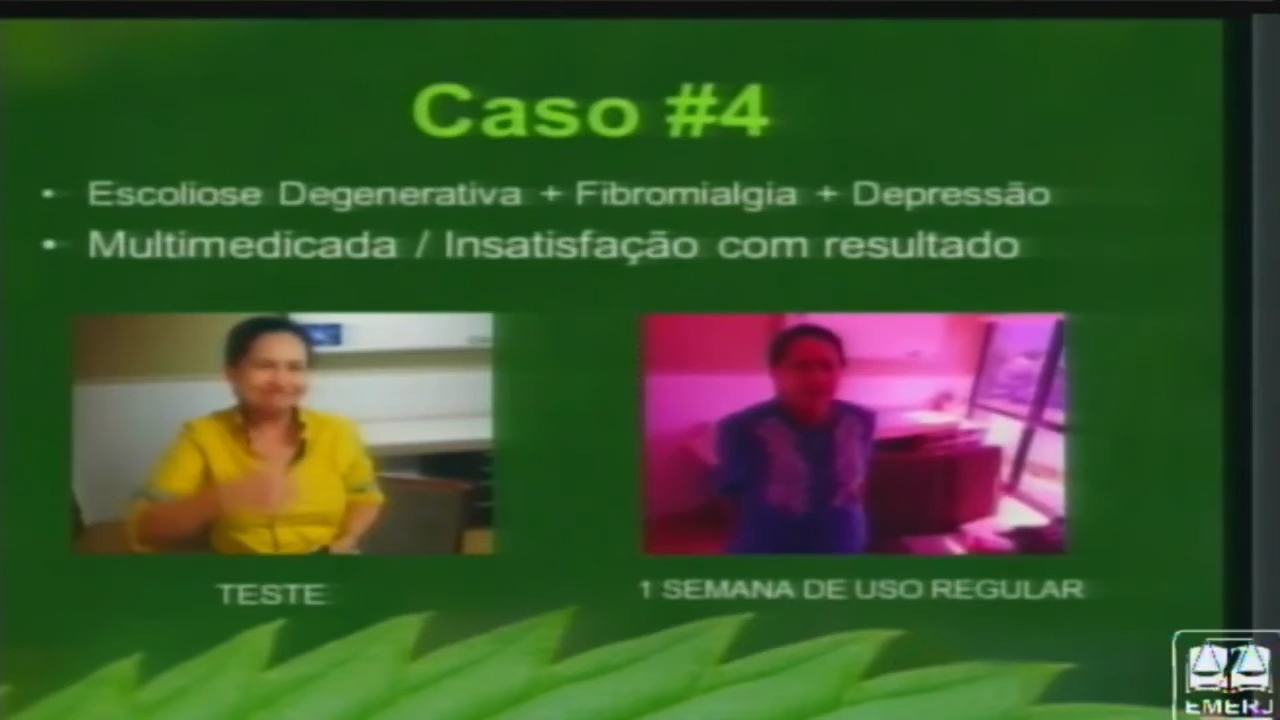 Caso #4
• Escoliose Degenerativa + Fibromialgia + Depressão
• Multimedicada / Insatisfação com resultado
TESTE
1 SEMANA DE USO REGULAR
EMERJ